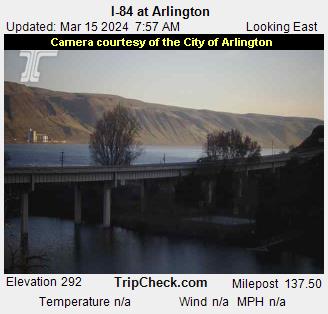 I-84 at Arlington
Updated: Mar 15 2024 7:57 AM Looking East
Camera courtesy of the City of Arlington
Elevation 292 TripCheck.com Milepost 137.50
Temperature n/a Wind n/a MPH n/a